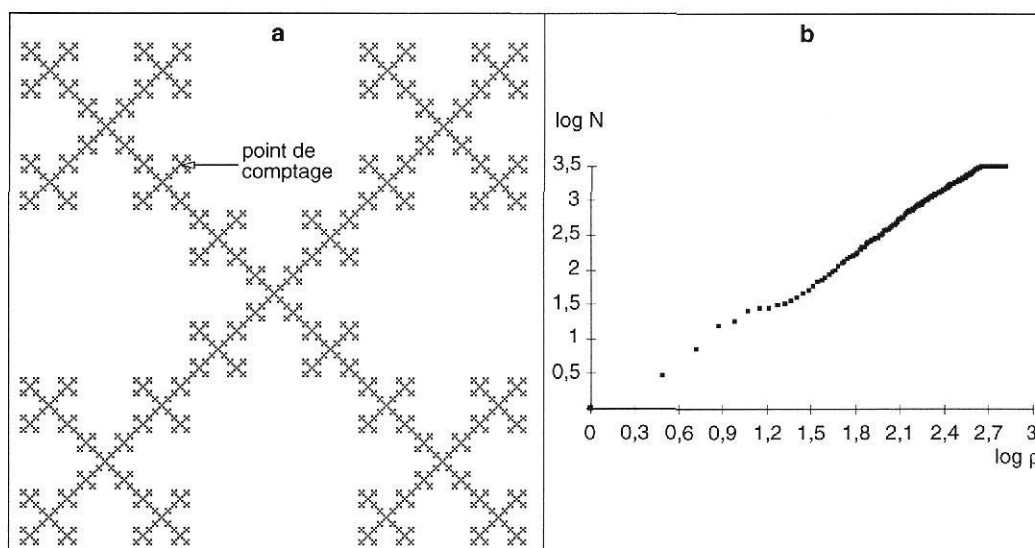 a
point de
comptage
b
log N
3,5
3
2,5
2
1,5
1
0,5
0 0,3 0,6 0,9 1,2 1,5 1,8 2,1 2,4 2,7 3
log ρ